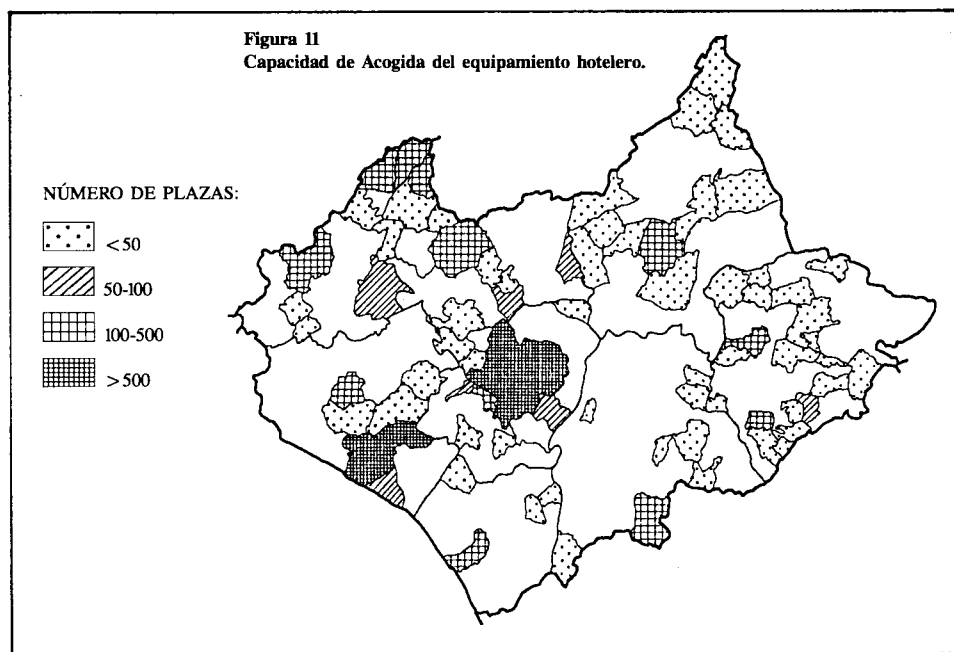 Figura 11
Capacidad de Acogida del equipamiento hotelero.
NÚMERO DE PLAZAS:
<50
50-100
100-500
>500